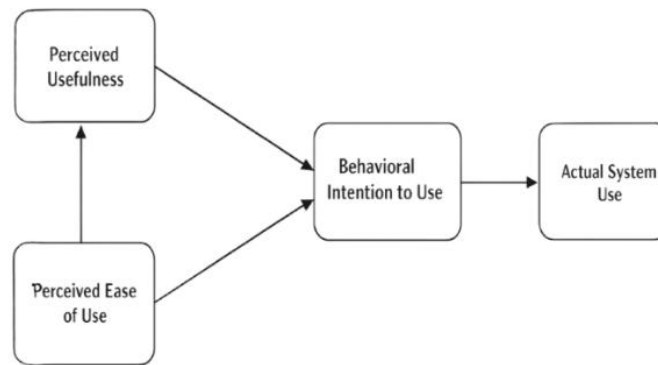 Perceived
Usefulness
Behavioral
Intention to Use
Actual System
Use
Perceived Ease
of Use